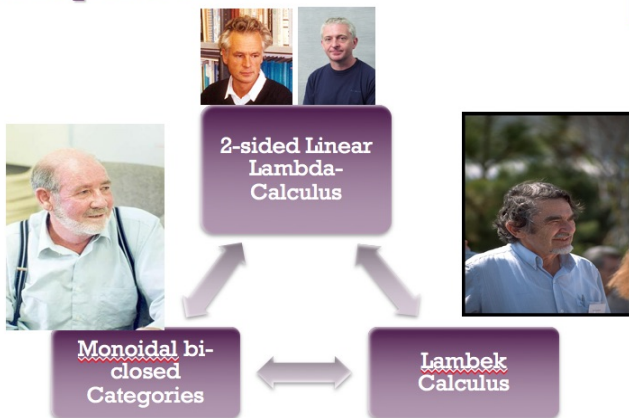 2-sided Linear
Lambda-
Calculus
Monoidal bi-
closed
Categories
Lambek
Calculus